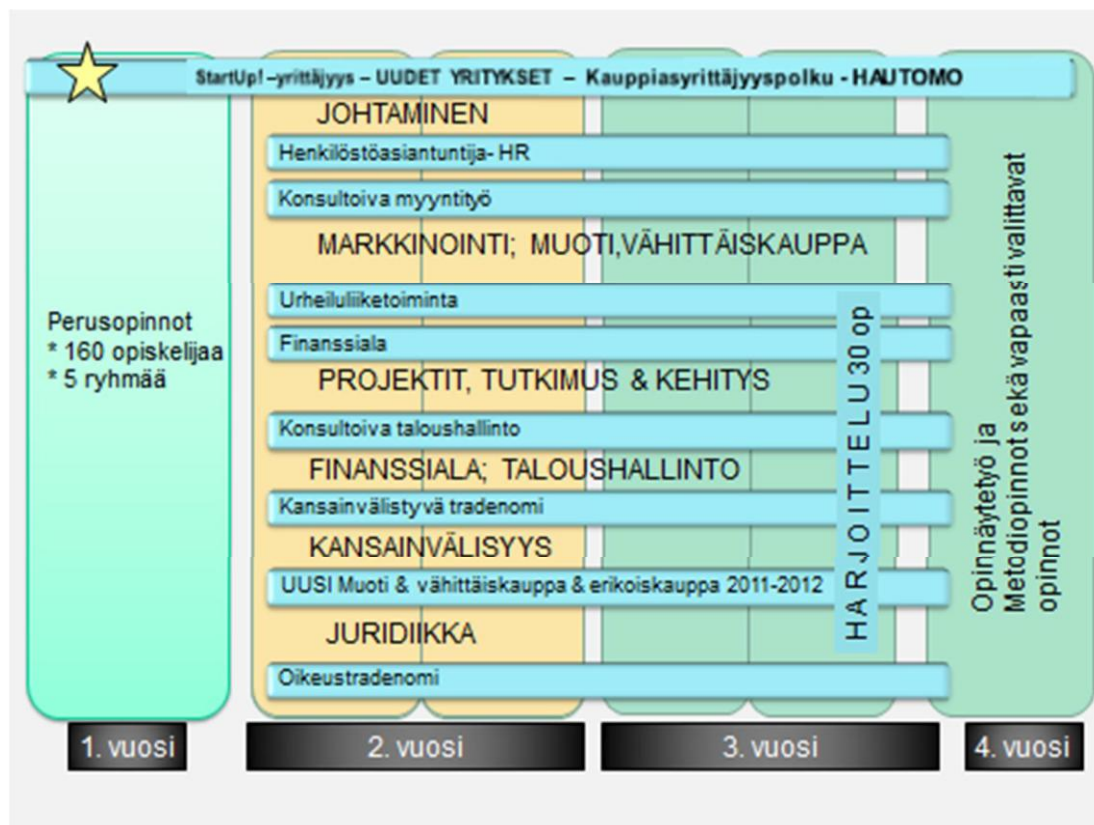 StartUp! –yrittäjyys – UUDET YRITYKSET – Kauppiasyrittäjyyspolku - HAUTOMO
JOHTAMINEN
Henkilöstöasiantuntija- HR
Konsultoiva myyntityö
MARKKINOINTI; MUOTI,VÄHITTÄISKAUPPA
Urheiluliiketoiminta
Finanssiala
PROJEKTIT, TUTKIMUS & KEHITYS
Konsultoiva taloushallinto
FINANSSIALA; TALOUSHALLINTO
Kansainvälistyvä tradenomi
KANSAINVÄLISYYS
UUSI Muoti & vähittäiskauppa & erikoiskauppa 2011-2012
JURIDIIKKA
Oikeustradenomi
Perusopinnot
* 160 opiskelijaa
* 5 ryhmää
HARJOITTELU 30 op
Opinnäytetyö ja
Metodiopinnot sekä vapaasti valittavat
opinnot
1. vuosi
2. vuosi
3. vuosi
4. vuosi